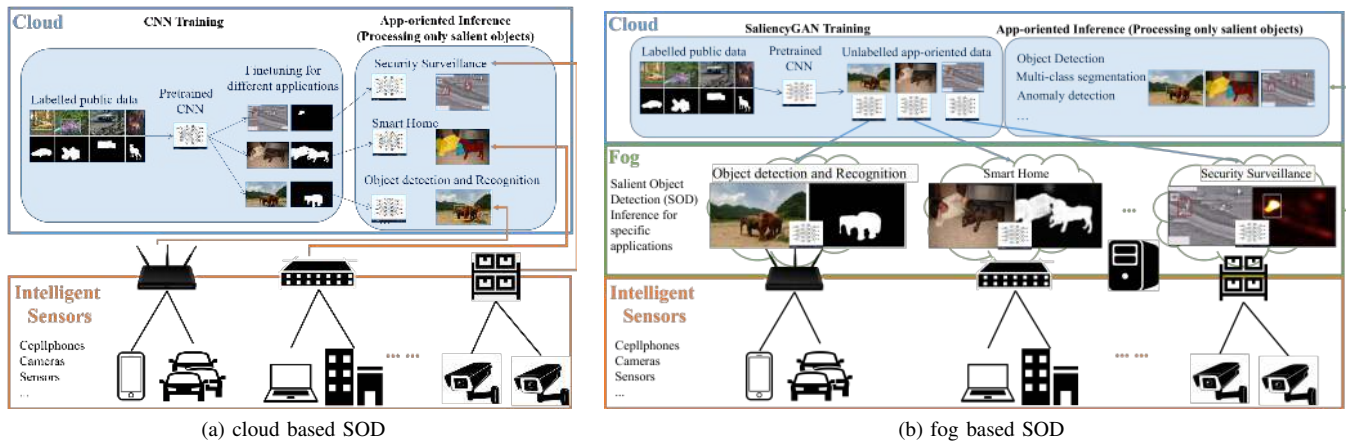 Cloud
CNN Training
App-oriented Inference
(Processing only salient objects)
Security Surveillance
Finetuning for
different applications
Labelled public data
Pretrained
CNN
Smart Home
Object detection and Recognition
Intelligent
Sensors
Cepllphones
Cameras
Sensors
...
... ...
(a) cloud based SOD
Cloud
SaliencyGAN Training
App-oriented Inference (Processing only salient objects)
Labelled public data
Pretrained
CNN
Unlabelled app-oriented data
Object Detection
Multi-class segmentation
Anomaly detection
...
Fog
Salient Object
Detection (SOD)
Inference for
specific
applications
Object detection and Recognition
Smart Home
...
Security Surveillance
Intelligent
Sensors
Cepllphones
Cameras
Sensors
...
... ...
(b) fog based SOD